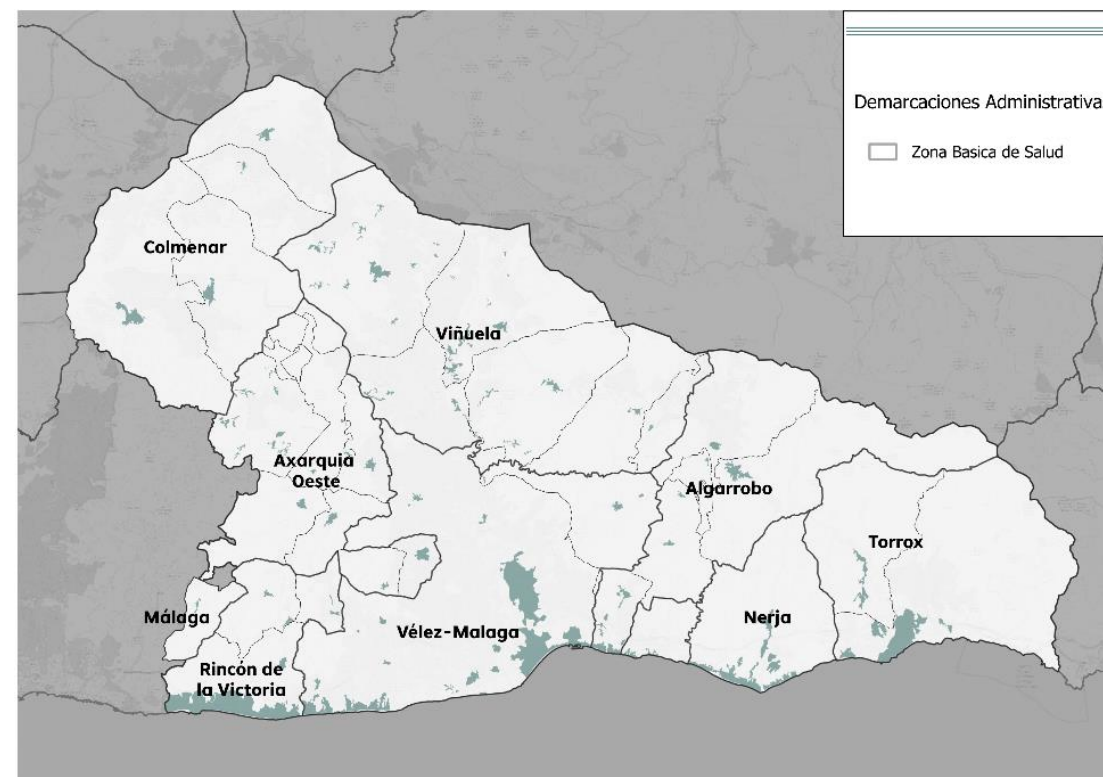 Demarcaciones Administrativa
Zona Basica de Salud
Colmenar
Viñuela
Axarquia
Oeste
Algarrobo
Torrox
Málaga
Nerja
Vélez-Malaga
Rincón de
la Victoria